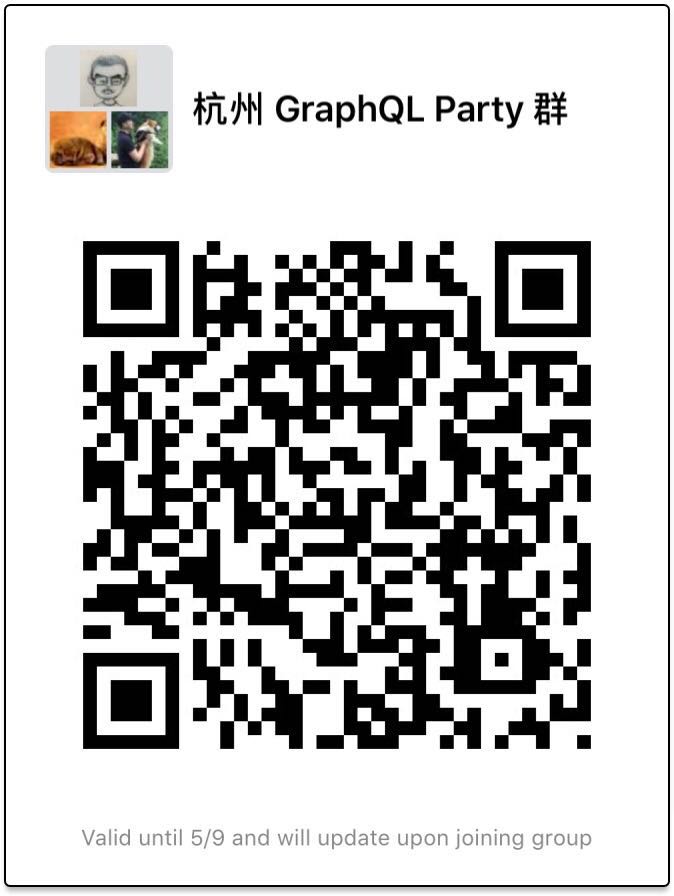 杭州 GraphQL Party 群
Valid until 5/9 and will update upon joining group